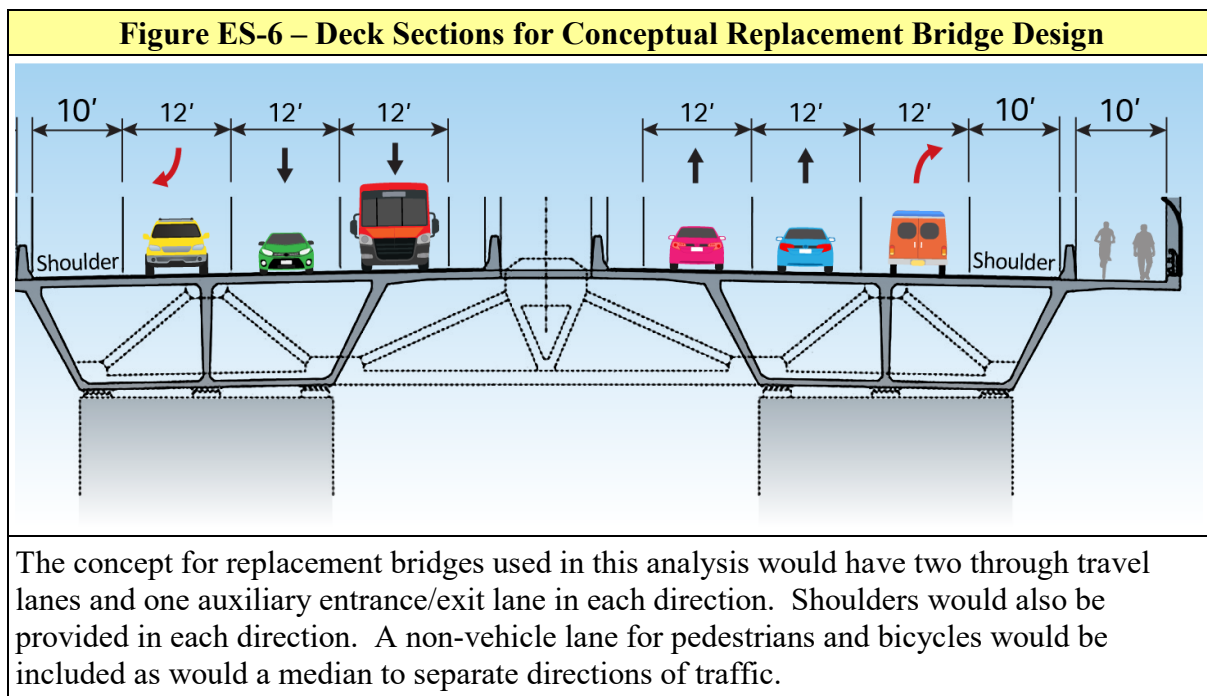 Figure ES-6 – Deck Sections for Conceptual Replacement Bridge Design
10′ 12′ 12′ 12′ 12′ 12′ 12′ 10′ 10′
Shoulder Shoulder
The concept for replacement bridges used in this analysis would have two through travel
lanes and one auxiliary entrance/exit lane in each direction.  Shoulders would also be
provided in each direction.  A non-vehicle lane for pedestrians and bicycles would be
included as would a median to separate directions of traffic.